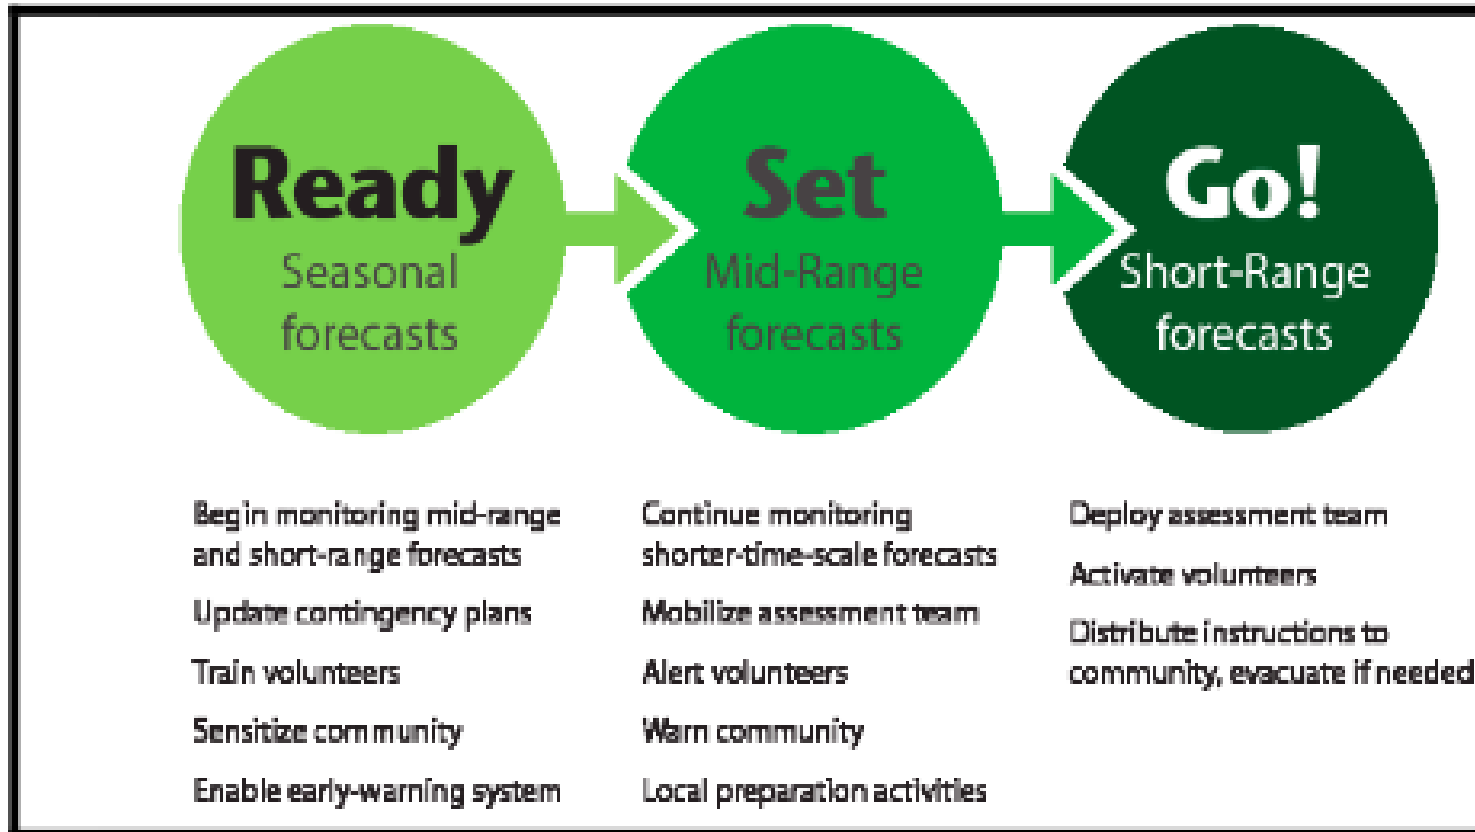 Ready
Seasonal
forecasts
Set
Mid-Range
forecasts
Go!
Short-Range
forecasts
Begin monitoring mid-range
and short-range forecasts
Update contingency plans
Train volunteers
Sensitize community
Enable early-warning system
Continue monitoring
shorter-time-scale forecasts
Mobilize assessment team
Alert volunteers
Warn community
Local preparation activities
Deploy assessment team
Activate volunteers
Distribute instructions to
community, evacuate if needed